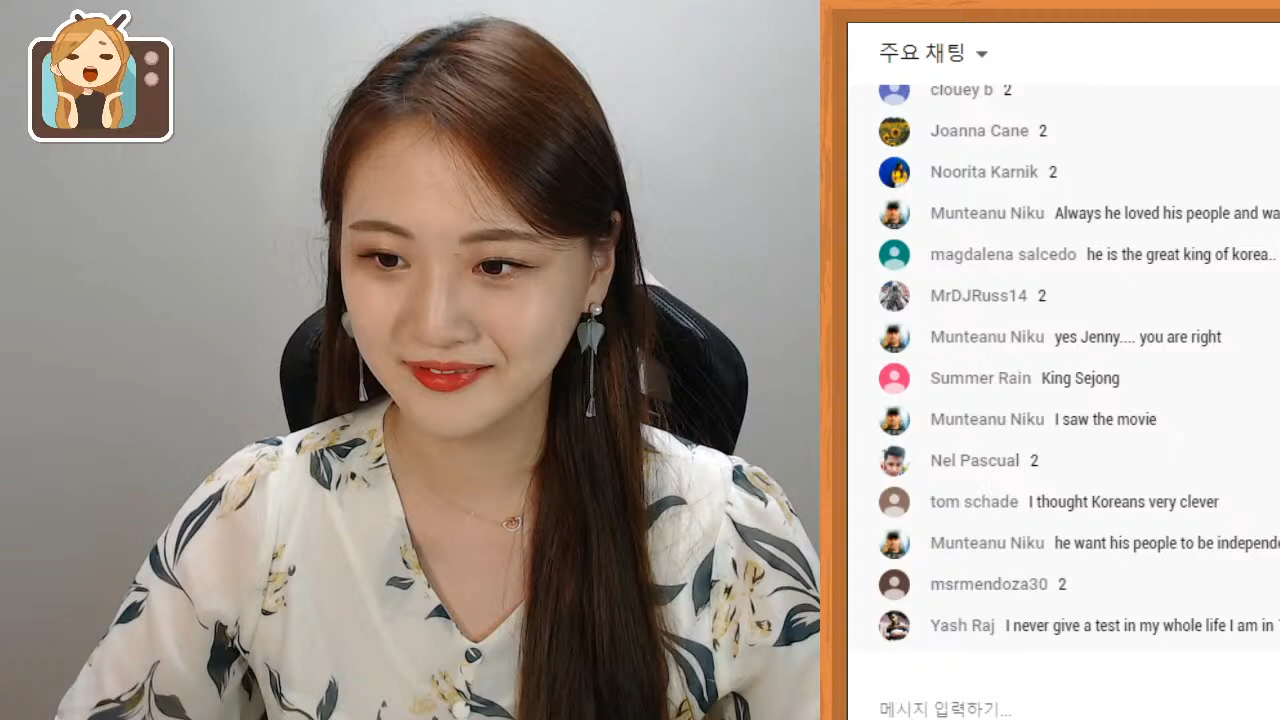 주요 채팅
clouey b 2
Joanna Cane 2
Noorita Karnik 2
Munteanu Niku Always he loved his people and wa
magdalena salcedo he is the great king of korea..
MrDJRuss14 2
Munteanu Niku yes Jenny.... you are right
Summer Rain King Sejong
Munteanu Niku I saw the movie
Nel Pascual 2
tom schade I thought Koreans very clever
Munteanu Niku he want his people to be independe
msrmendoza30 2
Yash Raj I never give a test in my whole life I am in
메시지 입력하기...